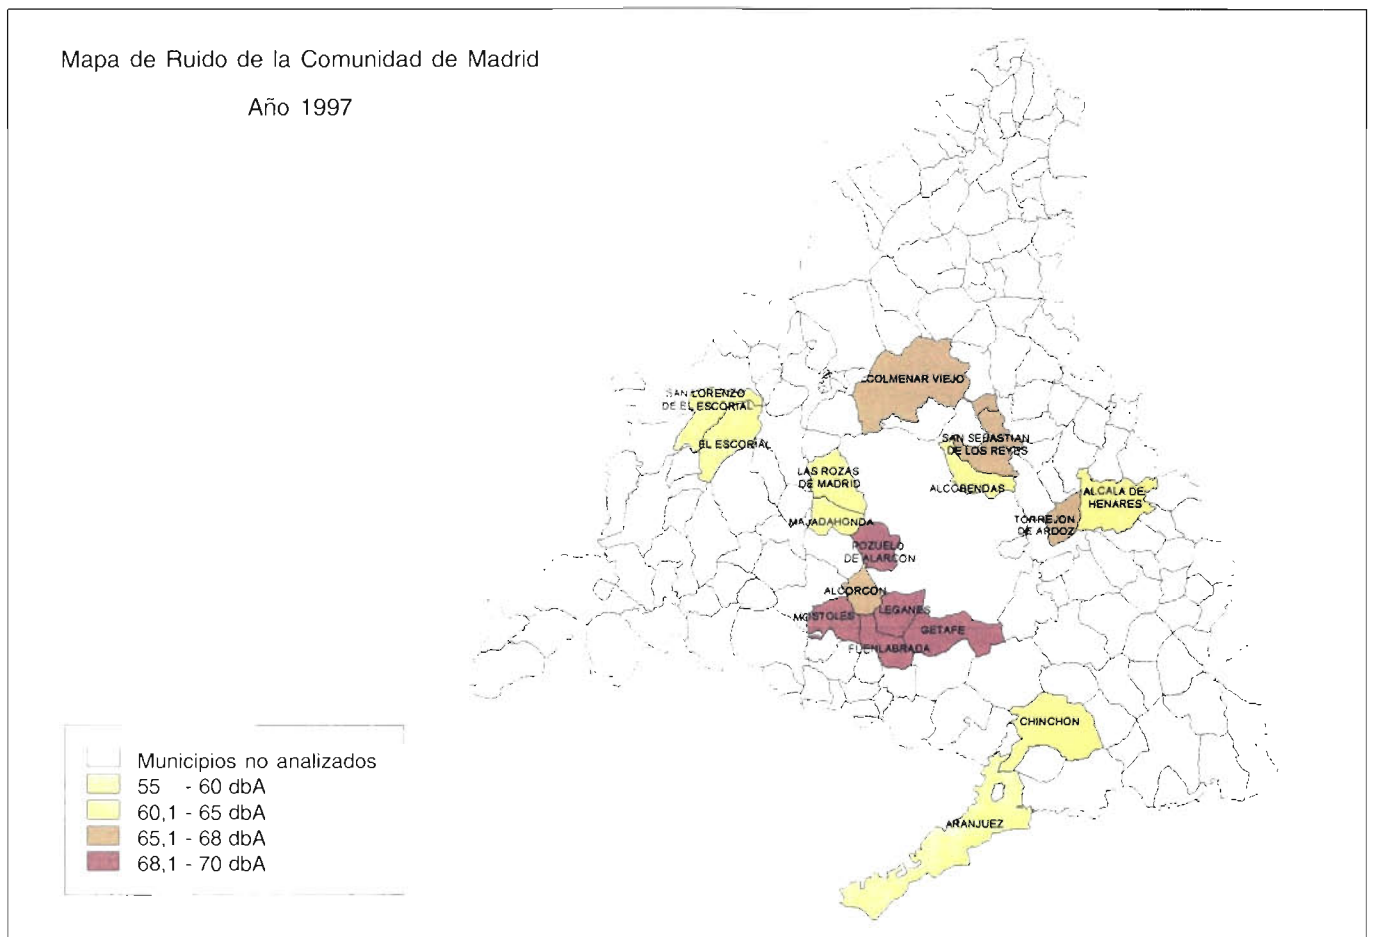 Mapa de Ruido de la Comunidad de Madrid
Año 1997
COLMENAR VIEJO
SAN LORENZO
DE EL ESCORIAL
EL ESCORIAL
SAN SEBASTIAN
DE LOS REYES
LAS ROZAS
DE MADRID
ALCOBENDAS
ALCALA DE
HENARES
MAJADAHONDA
TORREJON
DE ARDOZ
POZUELO
DE ALARCON
ALCORCON
MOSTOLES
LEGANES
GETAFE
FUENLABRADA
CHINCHON
ARANJUEZ
Municipios no analizados
55 - 60 dbA
60,1 - 65 dbA
65,1 - 68 dbA
68,1 - 70 dbA